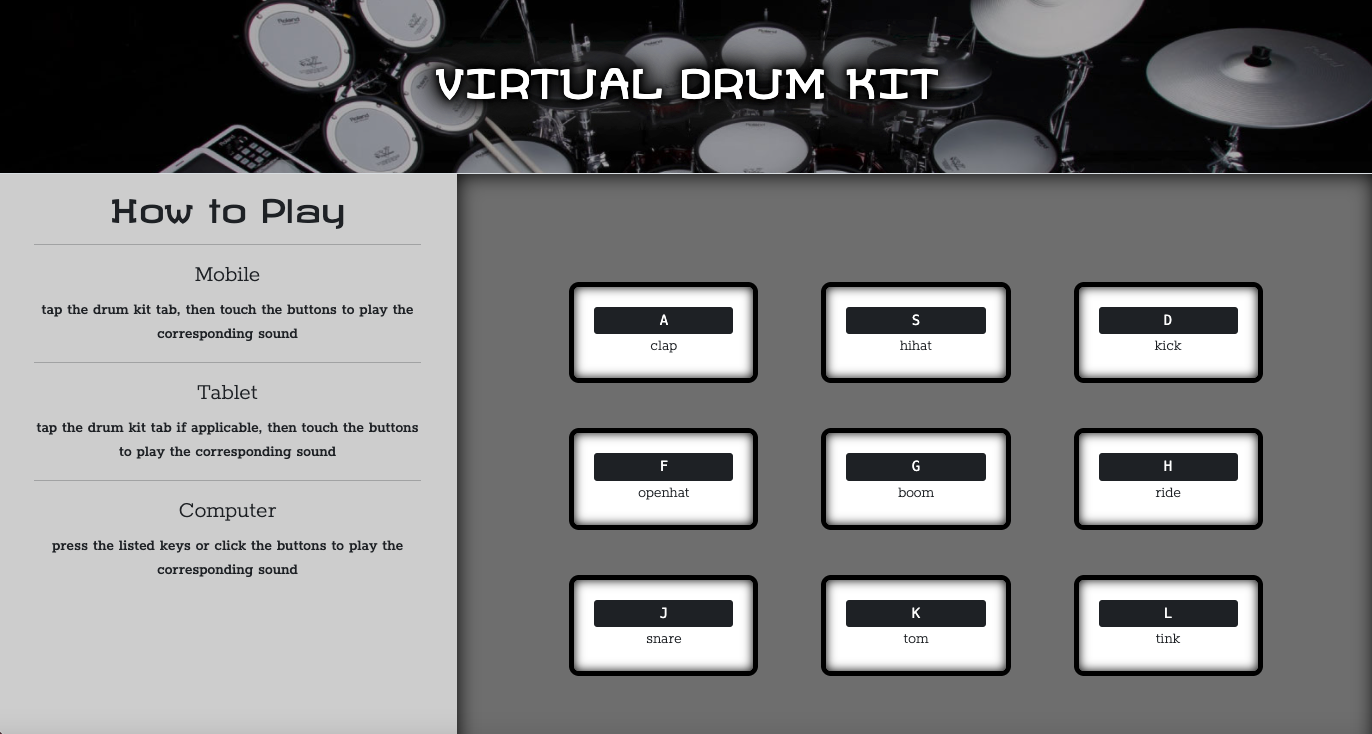 Roland
VIRTUAL DRUM KIT
How to Play
Mobile
tap the drum kit tab, then touch the buttons to play the
corresponding sound
Tablet
tap the drum kit tab if applicable, then touch the buttons
to play the corresponding sound
Computer
press the listed keys or click the buttons to play the
corresponding sound
A
clap
S
hihat
D
kick
F
openhat
G
boom
H
ride
J
snare
K
tom
L
tink